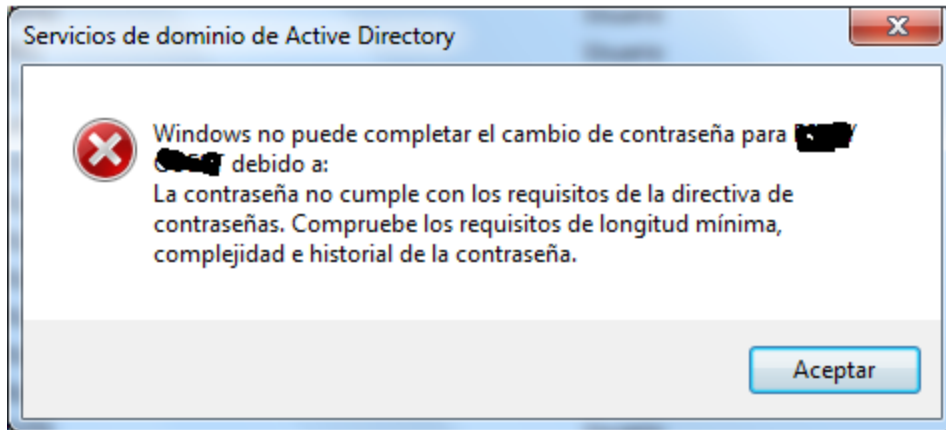 Servicios de dominio de Active Directory
Windows no puede completar el cambio de contraseña para
debido a:
La contraseña no cumple con los requisitos de la directiva de
contraseñas. Compruebe los requisitos de longitud mínima,
complejidad e historial de la contraseña.
Aceptar